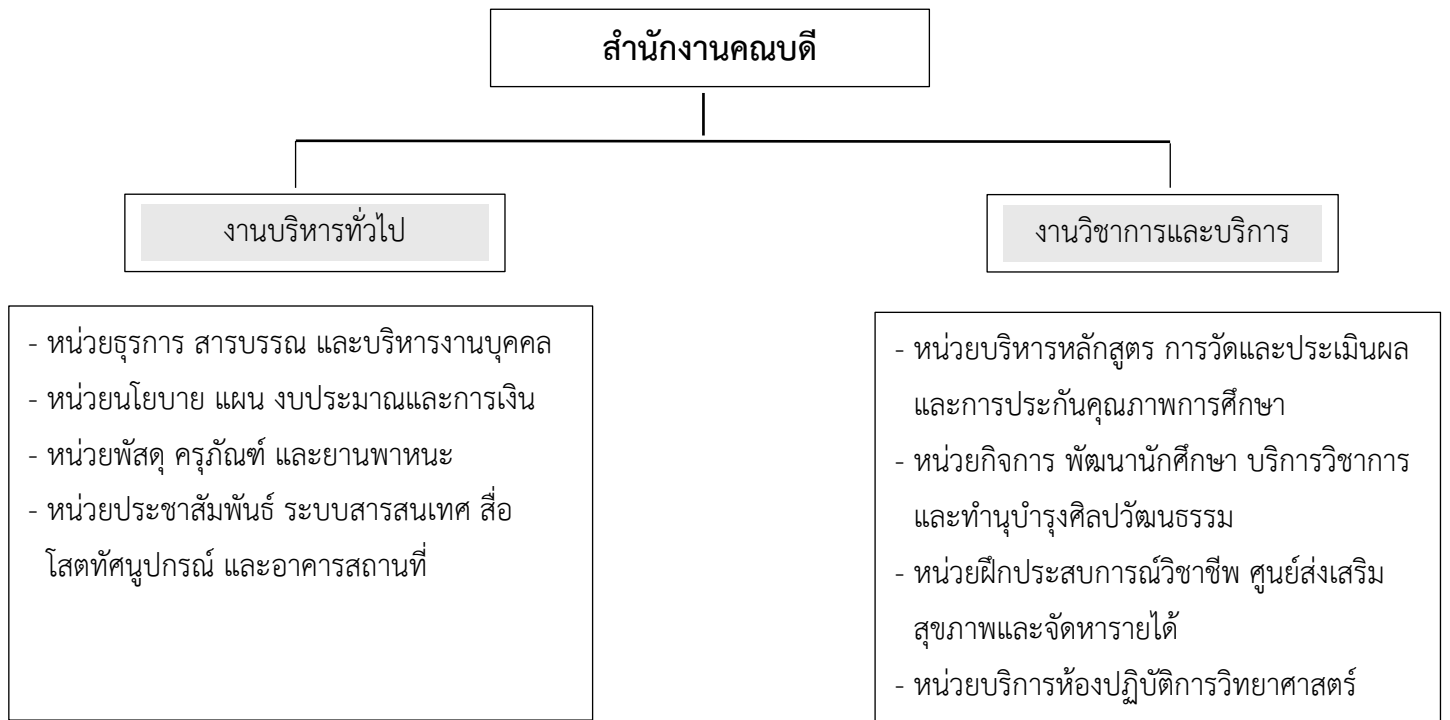 สำนักงานคณบดี
งานบริหารทั่วไป
- หน่วยธุรการ สารบรรณ และบริหารงานบุคคล
- หน่วยนโยบาย แผน งบประมาณและการเงิน
- หน่วยพัสดุ ครุภัณฑ์ และยานพาหนะ
- หน่วยประชาสัมพันธ์ ระบบสารสนเทศ สื่อ
โสตทัศนูปกรณ์ และอาคารสถานที่
งานวิชาการและบริการ
- หน่วยบริหารหลักสูตร การวัดและประเมินผล
และการประกันคุณภาพการศึกษา
- หน่วยกิจการ พัฒนานักศึกษา บริการวิชาการ
และทำนุบำรุงศิลปวัฒนธรรม
- หน่วยฝึกประสบการณ์วิชาชีพ ศูนย์ส่งเสริม
สุขภาพและจัดหารายได้
- หน่วยบริการห้องปฏิบัติการวิทยาศาสตร์